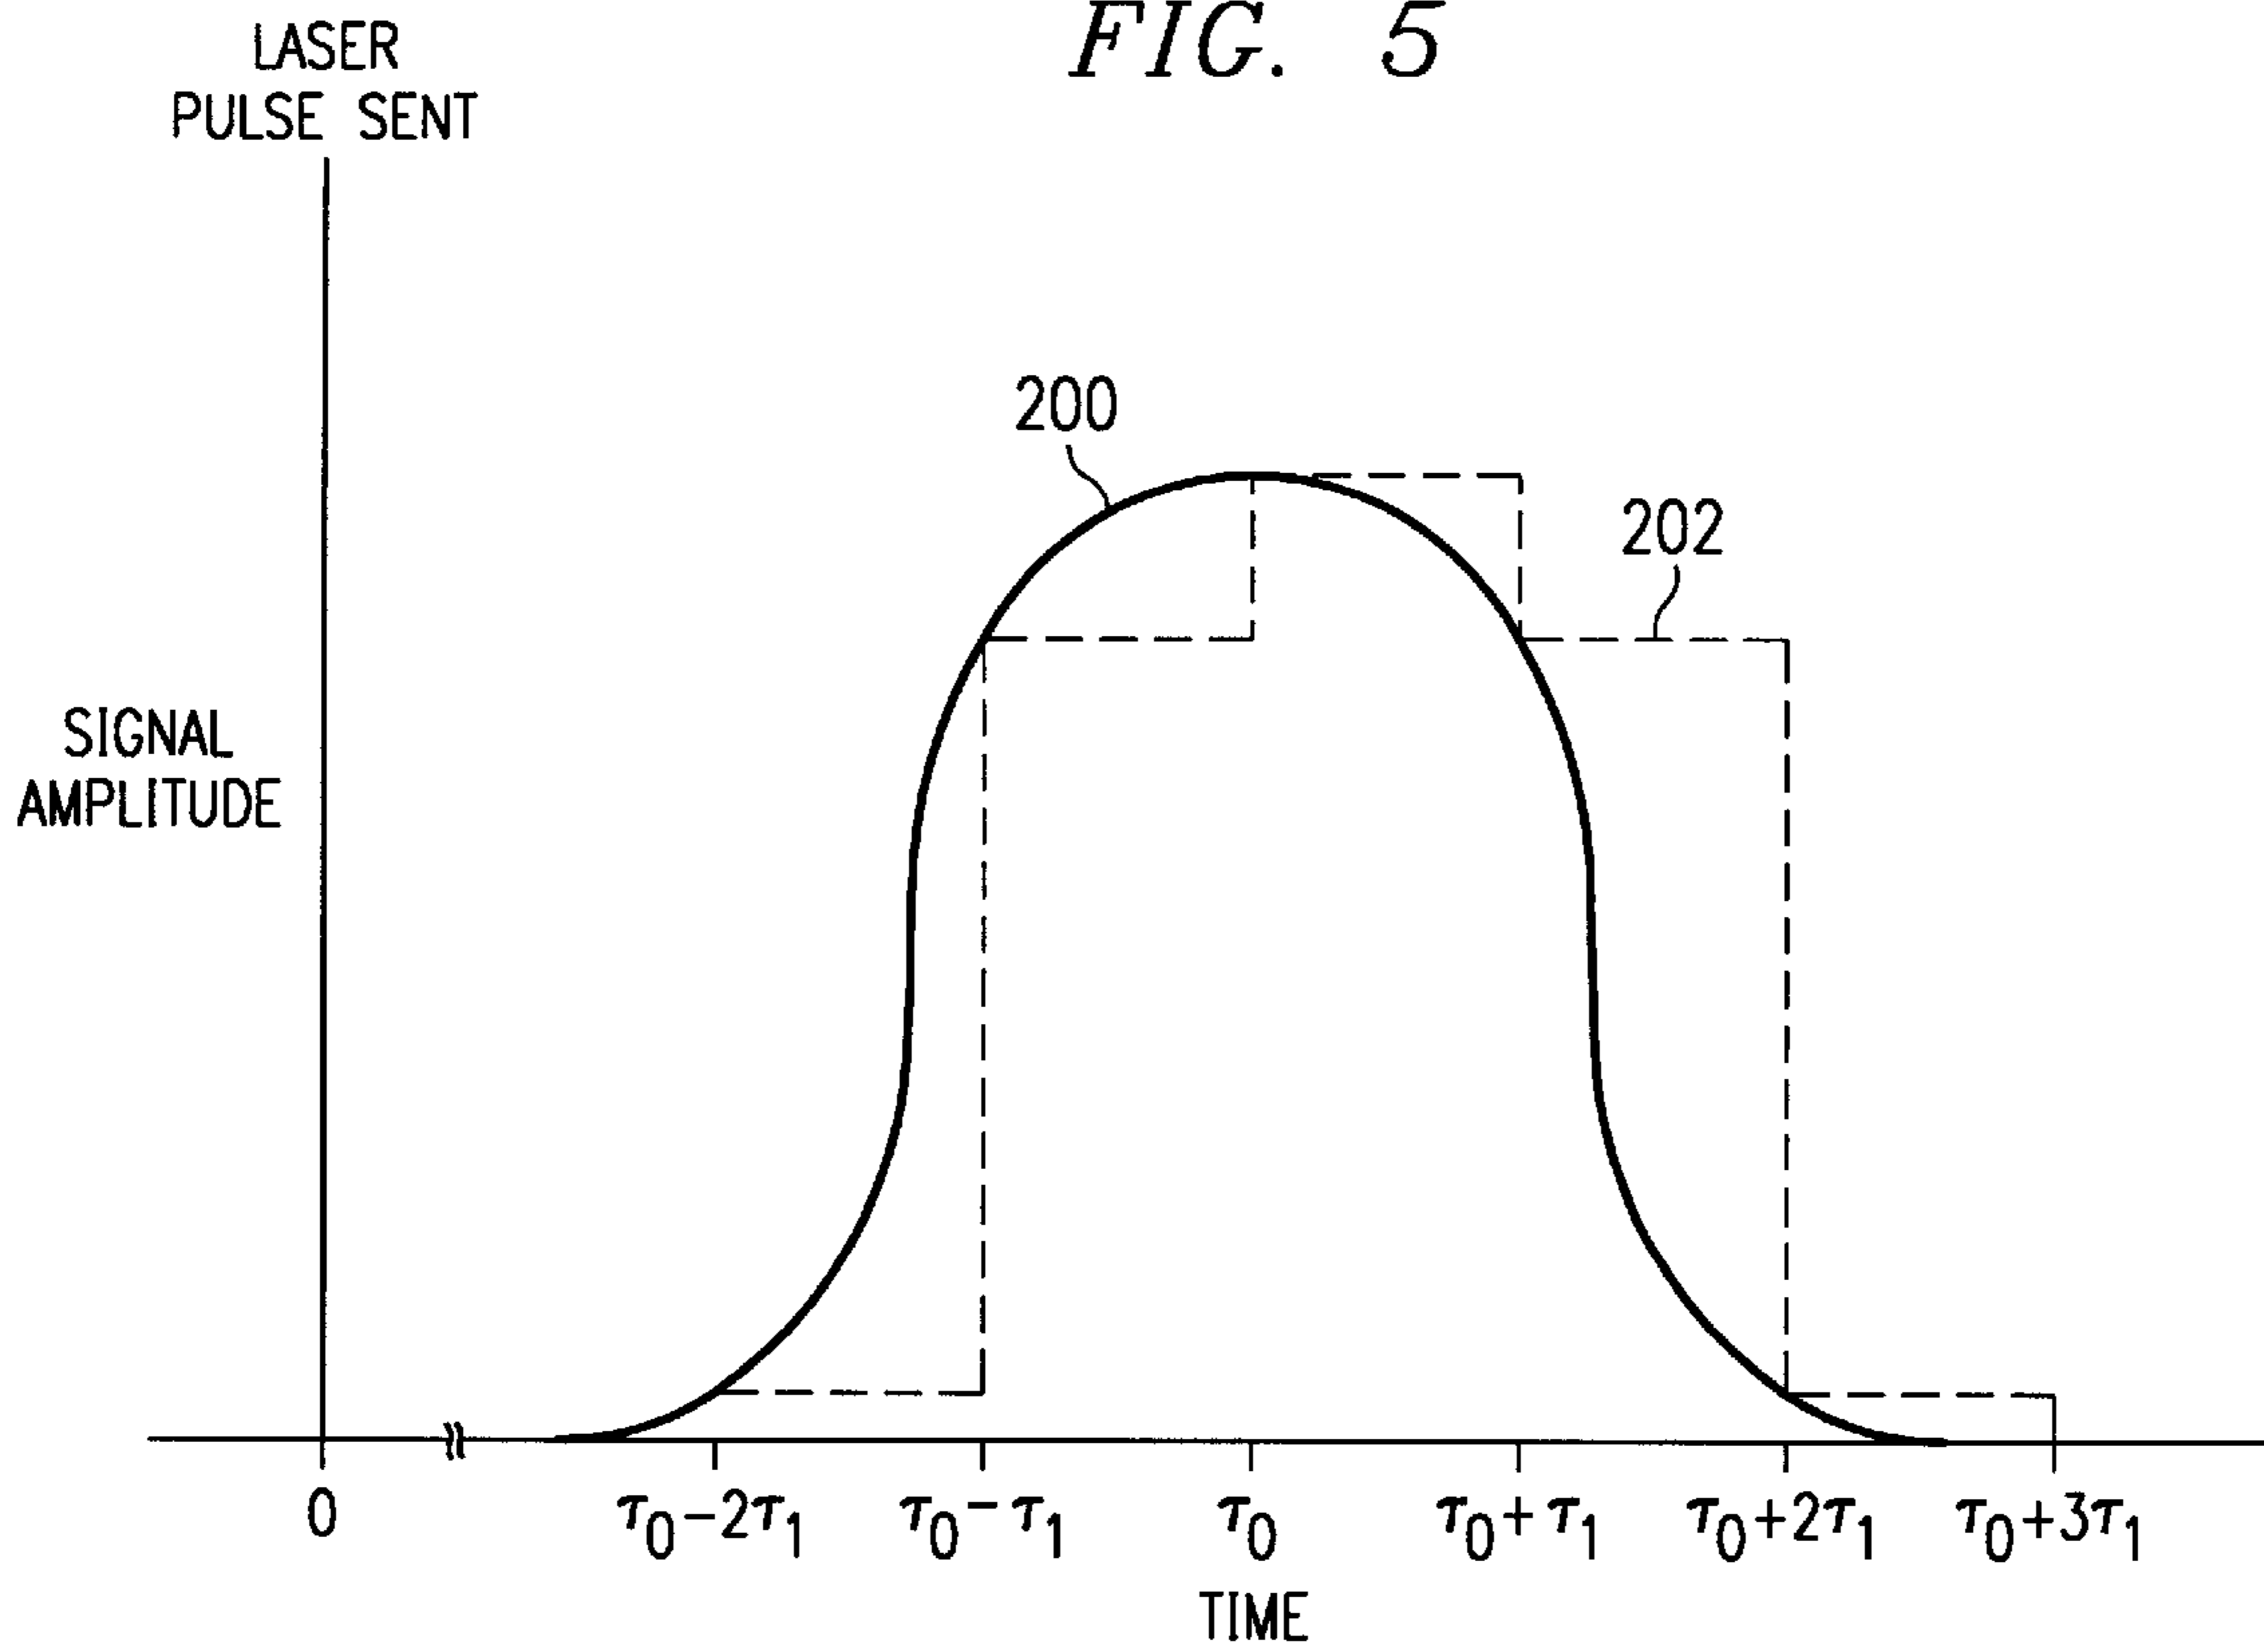 FIG. 5
LASER
PULSE SENT
200
202
SIGNAL
AMPLITUDE
0
τ0−2τ1
τ0−τ1
τ0
τ0+τ1
τ0+2τ1
τ0+3τ1
TIME